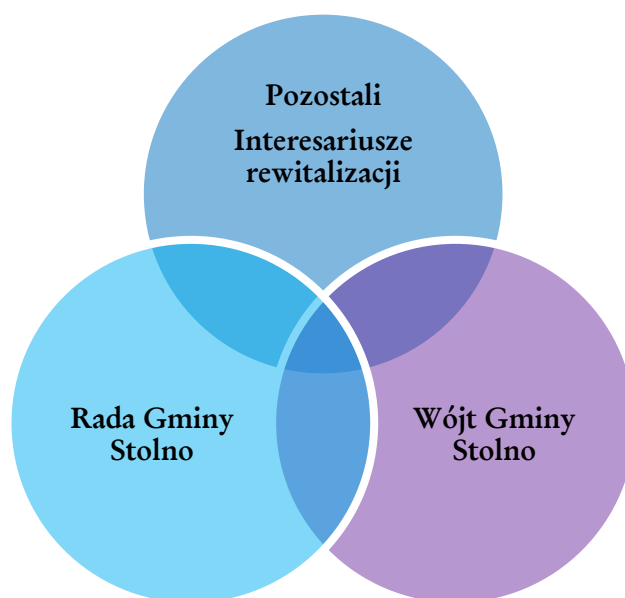 Pozostali
Interesariusze
rewitalizacji
Rada Gminy
Stolno
Wójt Gminy
Stolno